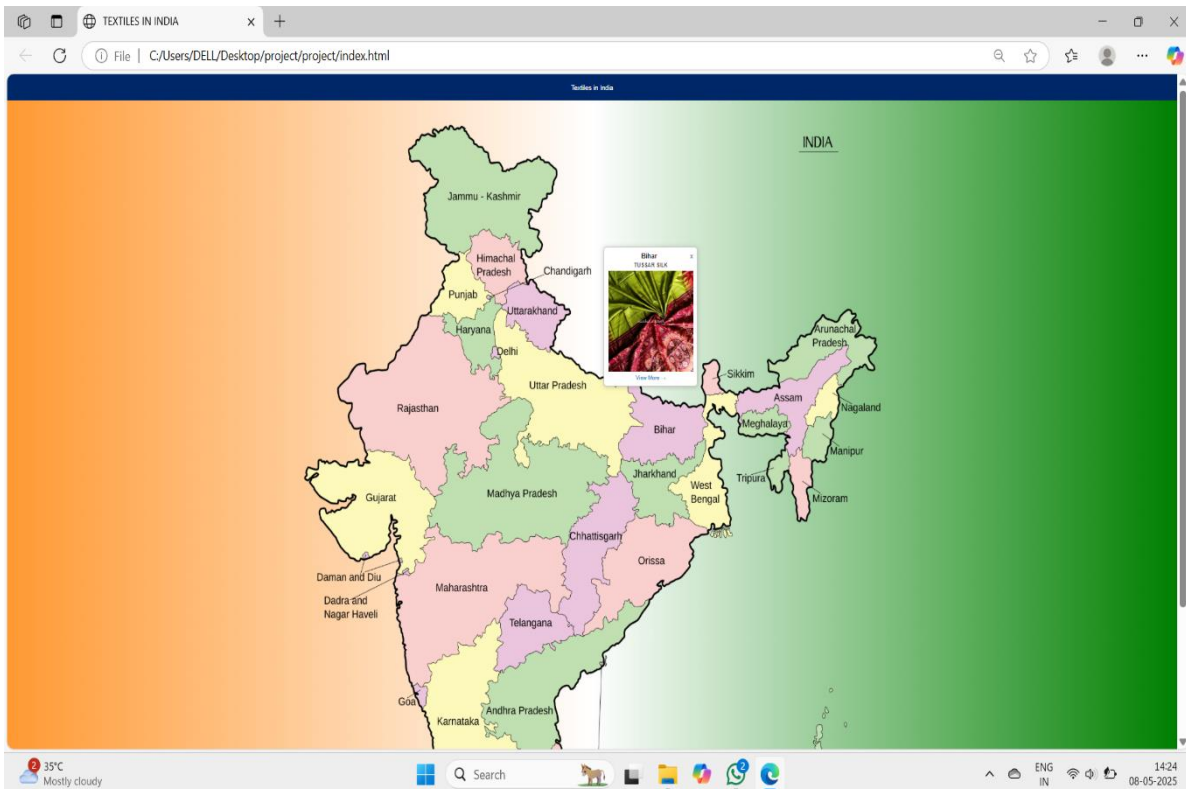 TEXTILES IN INDIA
File | C:/Users/DELL/Desktop/project/project/index.html
Textiles in India
INDIA
Jammu - Kashmir
Himachal
Pradesh
Chandigarh
Punjab
Uttarakhand
Haryana
Delhi
Uttar Pradesh
Rajasthan
Bihar
TUSSAR SILK
View More →
Arunachal
Pradesh
Sikkim
Assam
Nagaland
Meghalaya
Manipur
Tripura
Mizoram
Bihar
Jharkhand
West
Bengal
Gujarat
Madhya Pradesh
Chhattisgarh
Orissa
Daman and Diu
Dadra and
Nagar Haveli
Maharashtra
Telangana
Goa
Karnataka
Andhra Pradesh
2
35°C
Mostly cloudy
Search
2
ENG
IN
14:24
08-05-2025